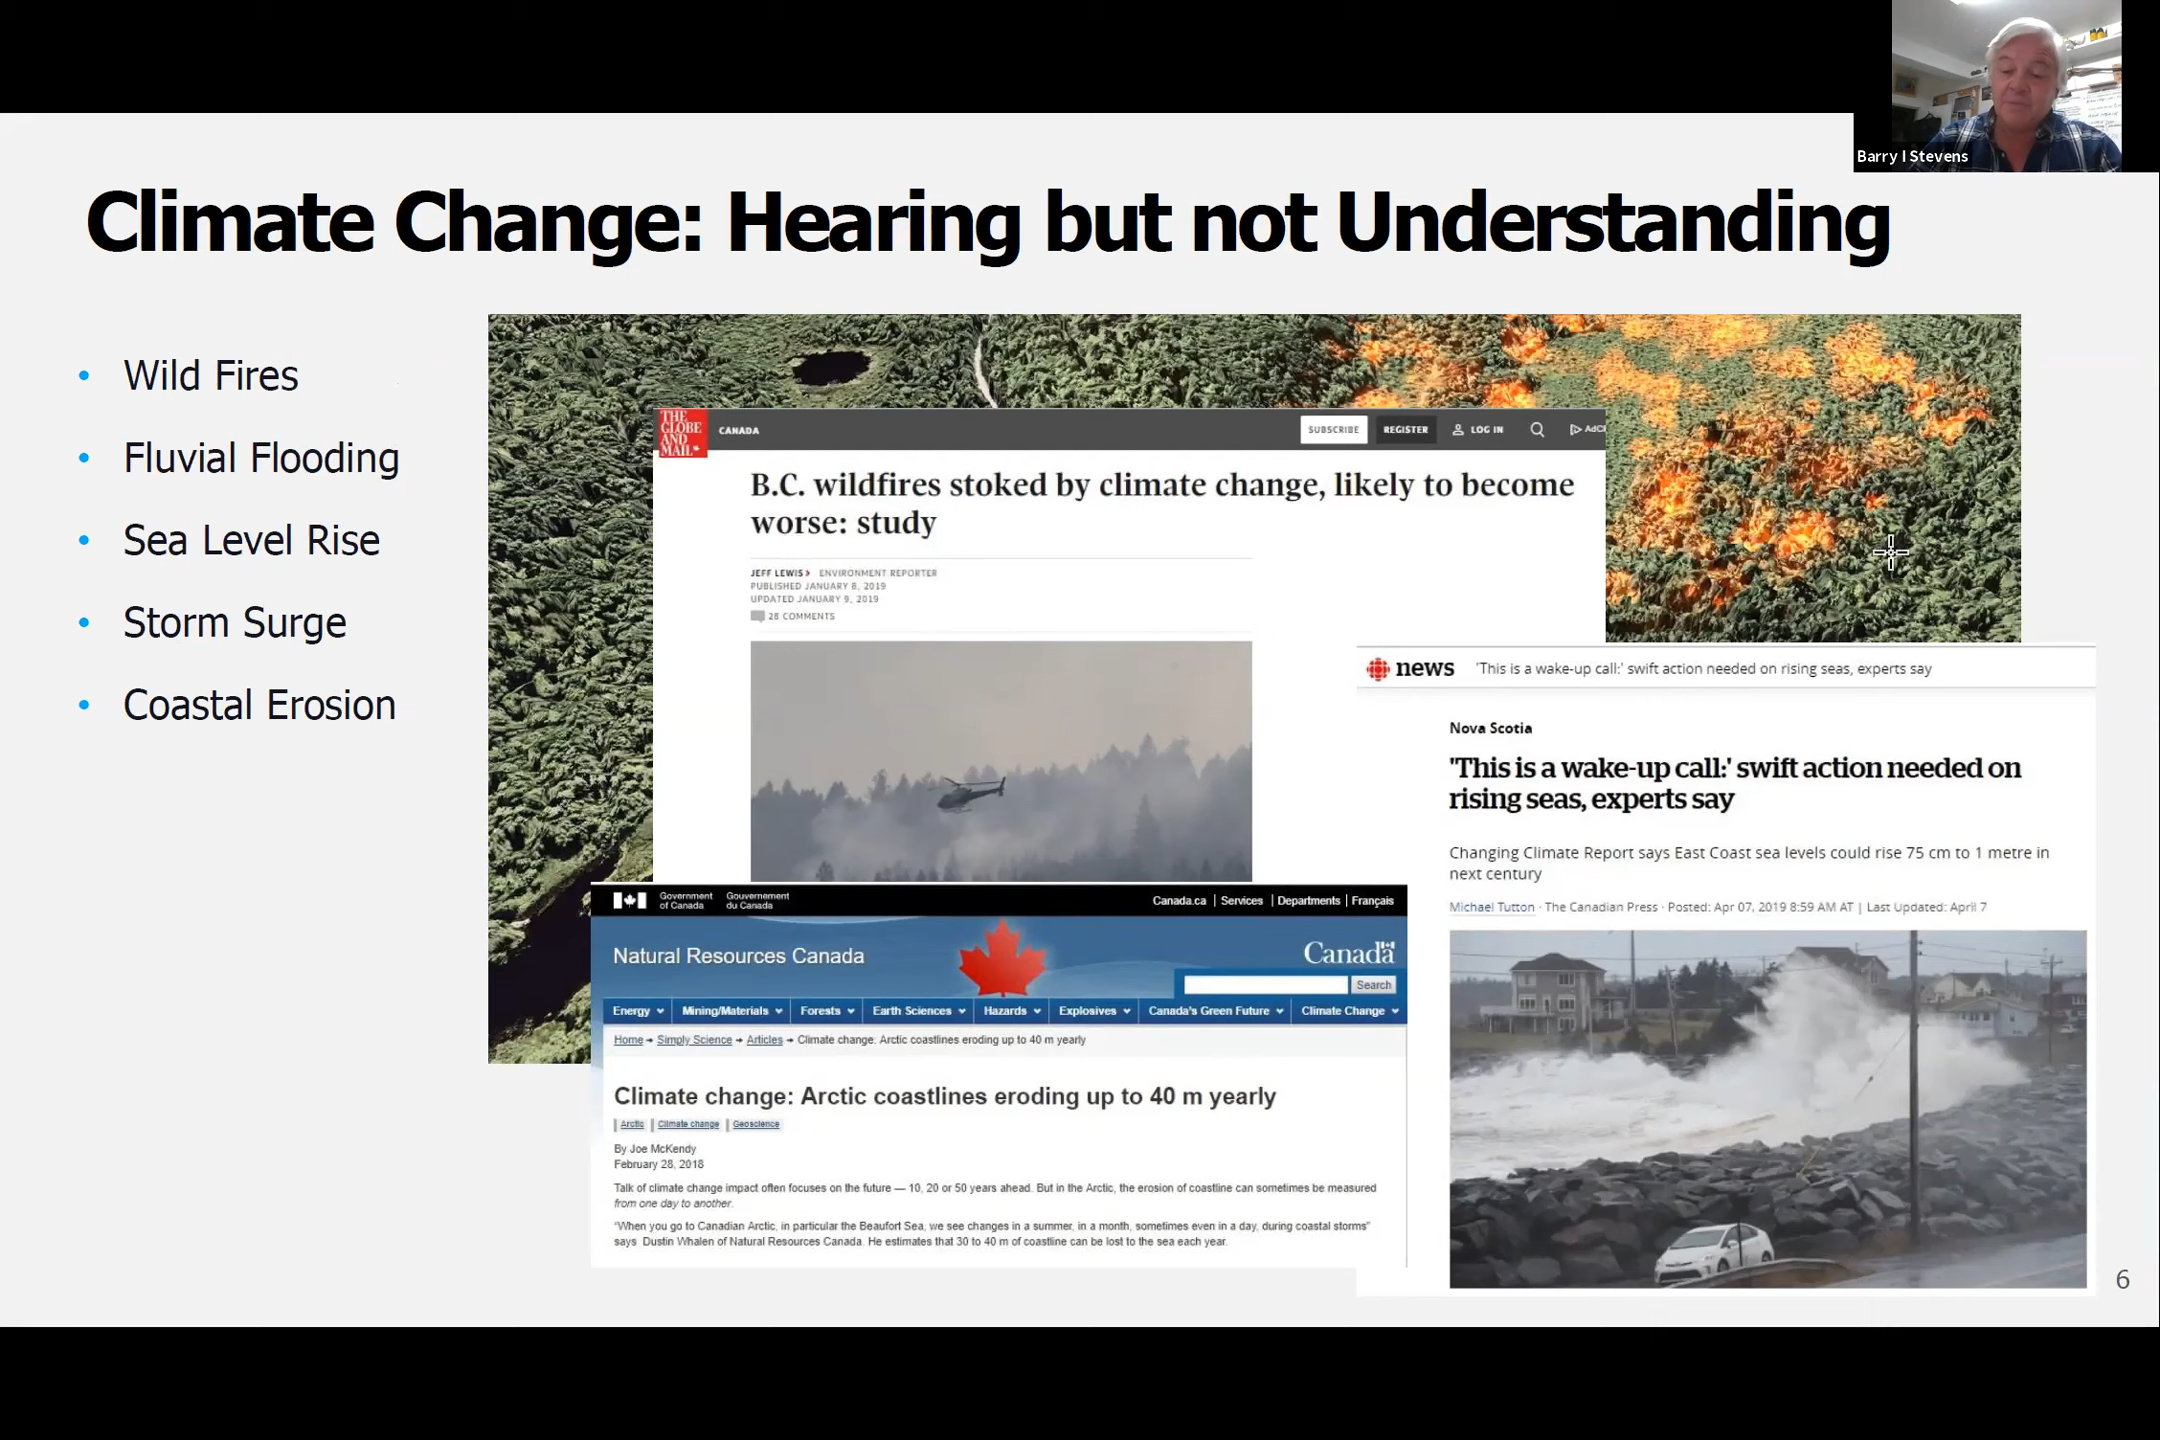 Barry I Stevens
Climate Change: Hearing but not Understanding
• Wild Fires
• Fluvial Flooding
• Sea Level Rise
• Storm Surge
• Coastal Erosion
THE
GLOBE
AND
MAIL
CANADA
SUBSCRIBE
REGISTER
LOG IN
B.C. wildfires stoked by climate change, likely to become
worse: study
JEFF LEWIS ENVIRONMENT REPORTER
PUBLISHED JANUARY 8, 2019
UPDATED JANUARY 9, 2019
28 COMMENTS
news 'This is a wake-up call:' swift action needed on rising seas, experts say
Nova Scotia
'This is a wake-up call:' swift action needed on
rising seas, experts say
Changing Climate Report says East Coast sea levels could rise 75 cm to 1 metre in
next century
Michael Tutton · The Canadian Press · Posted: Apr 07, 2019 8:59 AM AT | Last Updated: April 7
Government
of Canada
Gouvernement
du Canada
Canada.ca | Services | Departments | Français
Natural Resources Canada
Canada
Search
Energy Mining/Materials Forests Earth Sciences Hazards Explosives Canada's Green Future Climate Change
Home → Simply Science → Articles → Climate change: Arctic coastlines eroding up to 40 m yearly
Climate change: Arctic coastlines eroding up to 40 m yearly
| Arctic | Climate change | Geoscience
By Joe McKendy
February 28, 2018
Talk of climate change impact often focuses on the future — 10, 20 or 50 years ahead. But in the Arctic, the erosion of coastline can sometimes be measured
from one day to another.
"When you go to Canadian Arctic, in particular the Beaufort Sea, we see changes in a summer, in a month, sometimes even in a day, during coastal storms"
says Dustin Whalen of Natural Resources Canada. He estimates that 30 to 40 m of coastline can be lost to the sea each year.
6